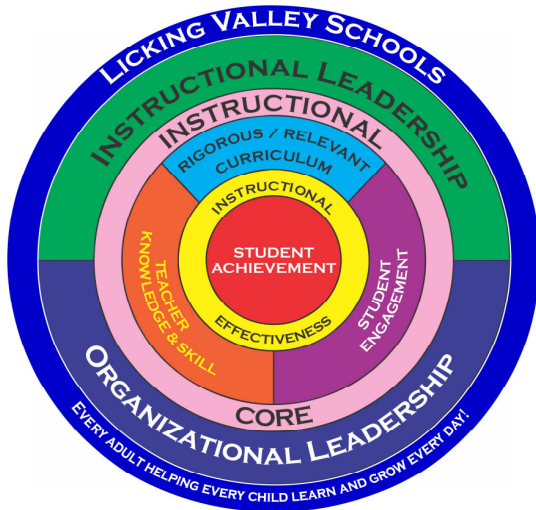 LICKING VALLEY SCHOOLS
INSTRUCTIONAL LEADERSHIP
INSTRUCTIONAL
RIGOROUS / RELEVANT
CURRICULUM
INSTRUCTIONAL
STUDENT
ACHIEVEMENT
TEACHER
KNOWLEDGE & SKILL
STUDENT
ENGAGEMENT
EFFECTIVENESS
CORE
ORGANIZATIONAL LEADERSHIP
EVERY ADULT HELPING EVERY CHILD LEARN AND GROW EVERY DAY!